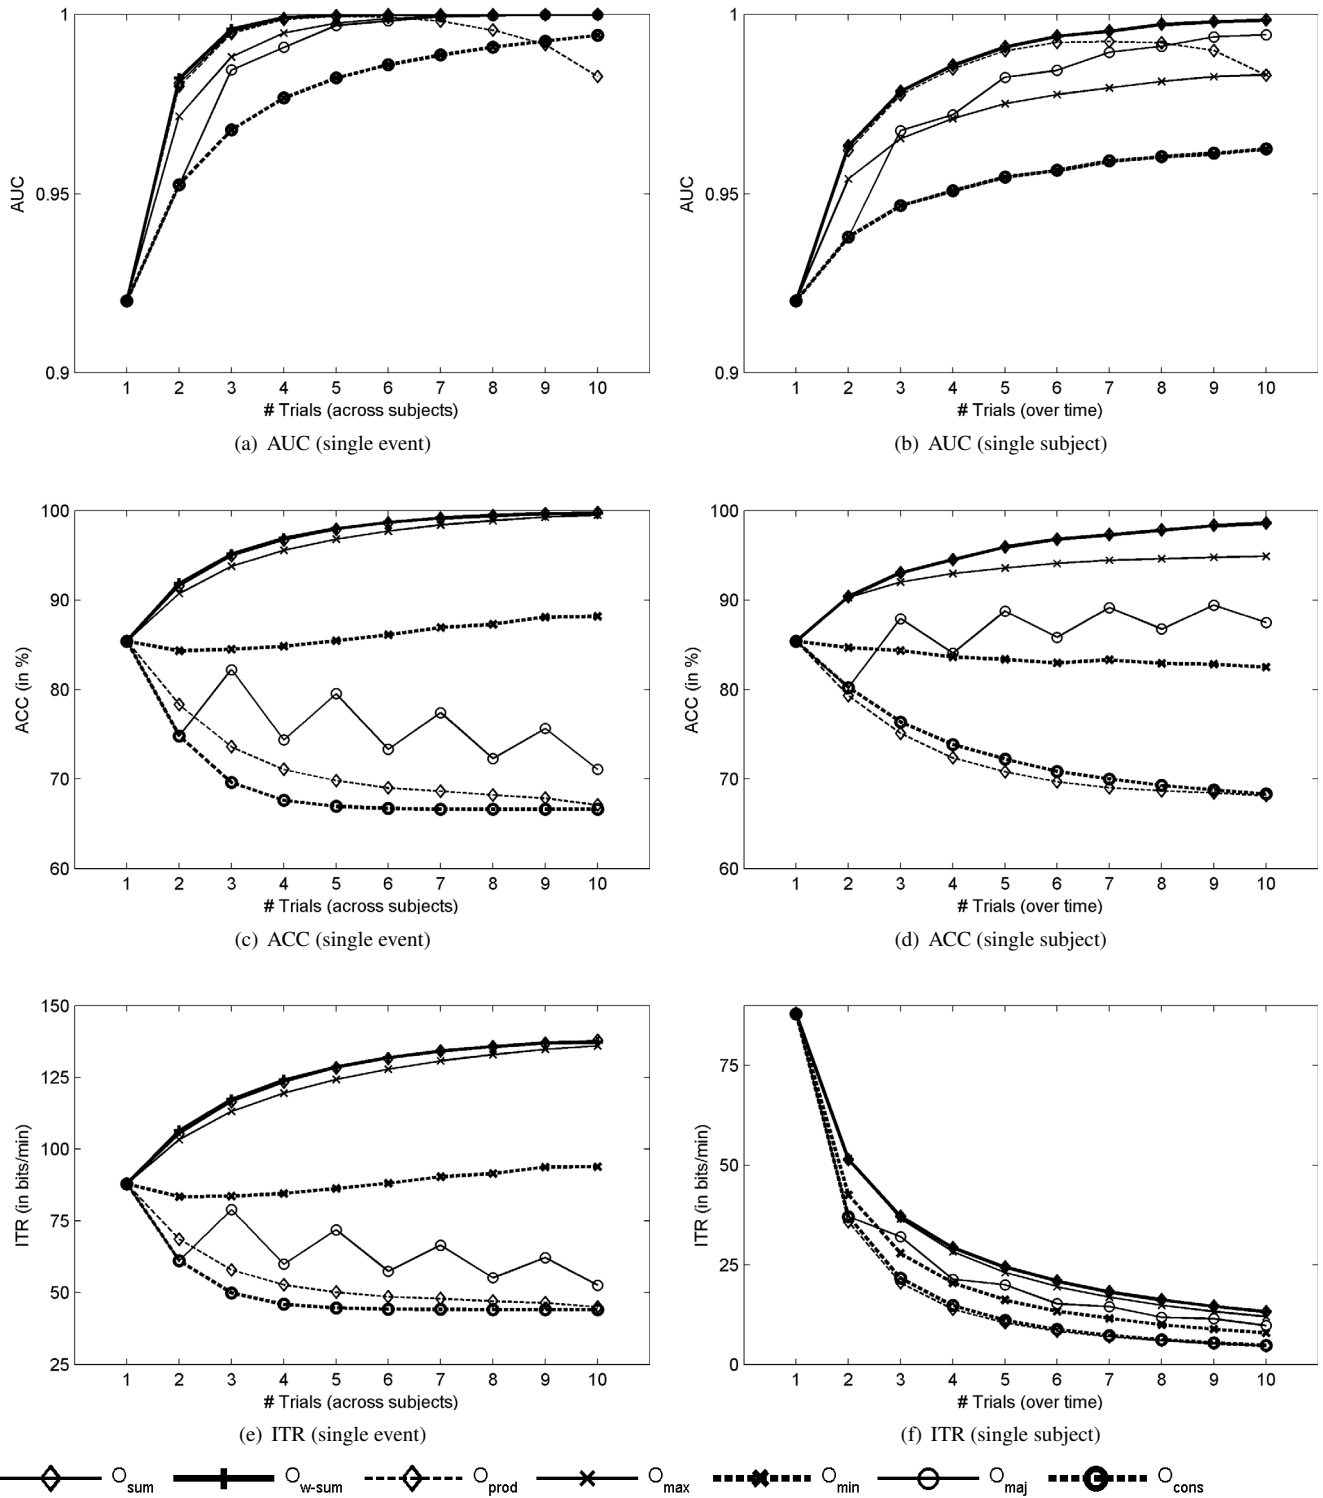 1
0.95
0.9
AUC
1 2 3 4 5 6 7 8 9 10
# Trials (across subjects)
(a) AUC (single event)
1
0.95
0.9
AUC
1 2 3 4 5 6 7 8 9 10
# Trials (over time)
(b) AUC (single subject)
100
90
80
70
60
ACC (in %)
1 2 3 4 5 6 7 8 9 10
# Trials (across subjects)
(c) ACC (single event)
100
90
80
70
60
ACC (in %)
1 2 3 4 5 6 7 8 9 10
# Trials (over time)
(d) ACC (single subject)
150
125
100
75
50
25
ITR (in bits/min)
1 2 3 4 5 6 7 8 9 10
# Trials (across subjects)
(e) ITR (single event)
75
50
25
0
ITR (in bits/min)
1 2 3 4 5 6 7 8 9 10
# Trials (over time)
(f) ITR (single subject)
O sum O w-sum O prod O max O min O maj O cons